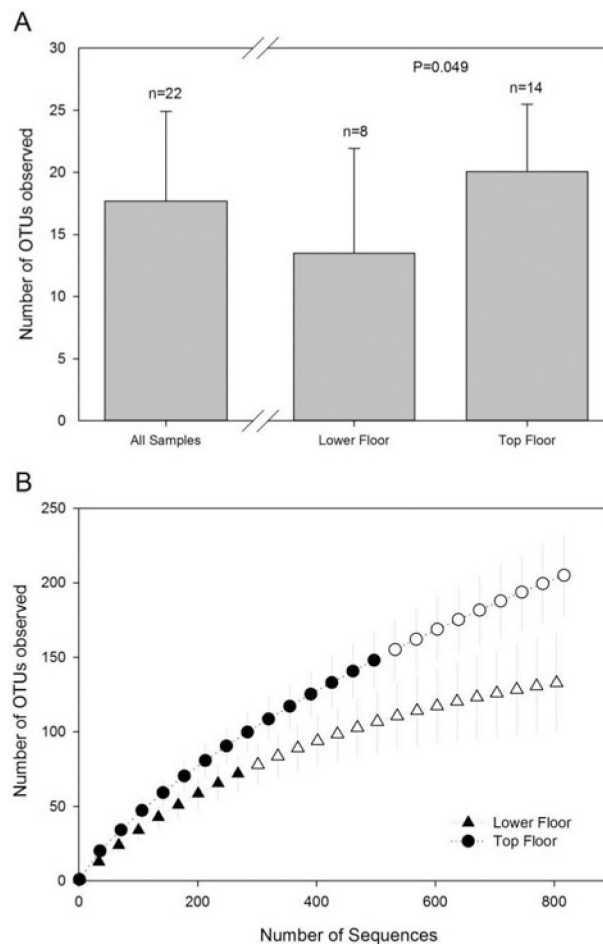 A
30
25
20
15
10
5
0
Number of OTUs observed
n=22
n=8
P=0.049
n=14
All Samples
Lower Floor
Top Floor
B
250
200
150
100
50
0
Number of OTUs observed
Lower Floor
Top Floor
0
200
400
600
800
Number of Sequences